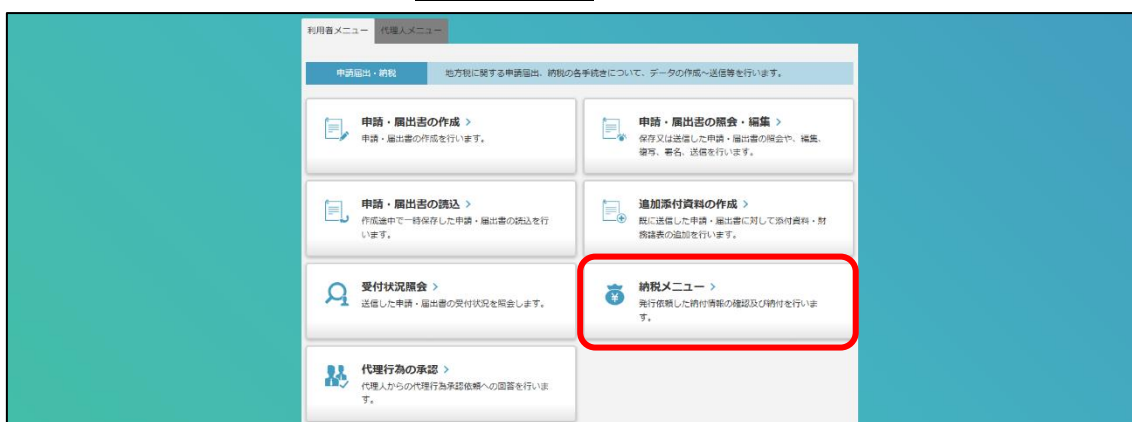 利用者メニュー 代理人メニュー
申請届出・納税 地方税に関する申請届出、納税の各手続きについて、データの作成～送信等を行います。
申請・届出書の作成 >
申請・届出書の作成を行います。
申請・届出書の照会・編集 >
保存又は送信した申請・届出書の照会や、編集、
複写、署名、送信を行います。
申請・届出書の読込 >
作成途中で一時保存した申請・届出書の読込を行
います。
追加添付資料の作成 >
既に送信した申請・届出書に対して添付資料・財
務諸表の追加を行います。
受付状況照会 >
送信した申請・届出書の受付状況を照会します。
納税メニュー >
発行依頼した納付情報の確認及び納付を行いま
す。
代理行為の承認 >
代理人からの代理行為承認依頼への回答を行いま
す。